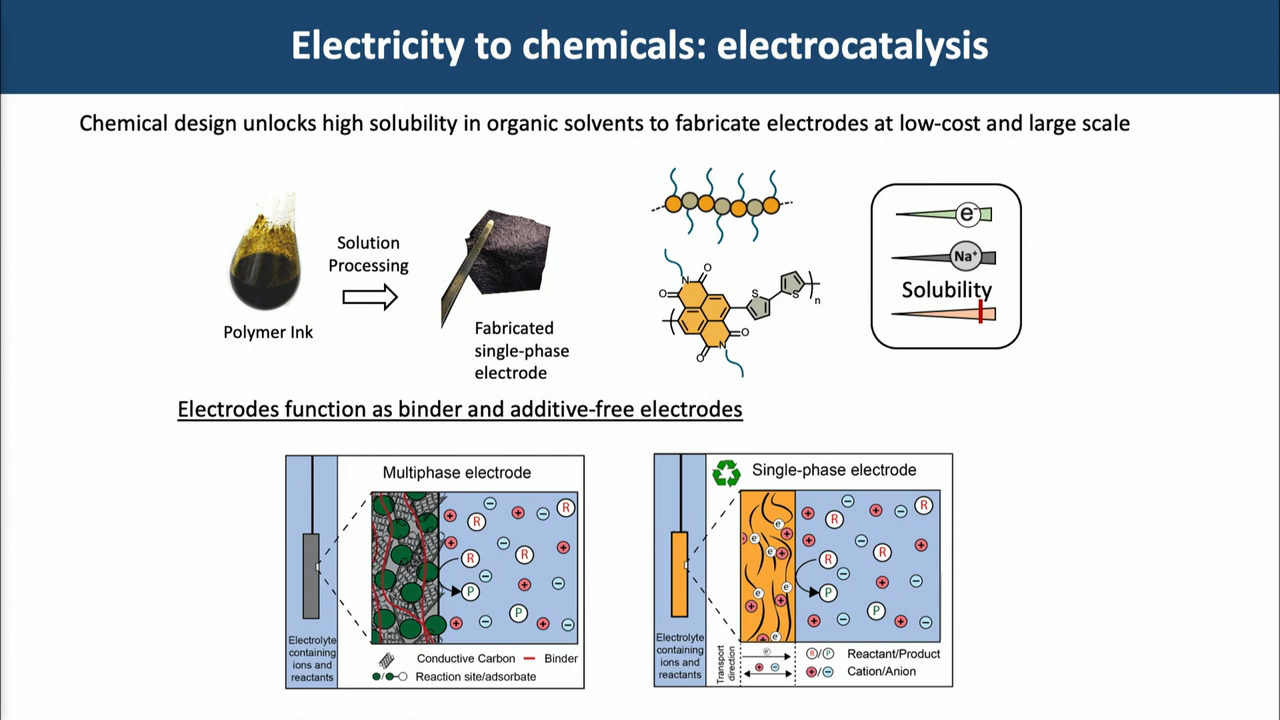 Electricity to chemicals: electrocatalysis
Chemical design unlocks high solubility in organic solvents to fabricate electrodes at low-cost and large scale
Solution
Processing
Polymer Ink
Fabricated
single-phase
electrode
N
O
O
O
O
N
S
S
n
e-
Na+
Solubility
Electrodes function as binder and additive-free electrodes
Multiphase electrode
R
R
R
R
P
P
Electrolyte
containing
ions and
reactants
Conductive Carbon
Binder
Reaction site/adsorbate
Single-phase electrode
R
R
R
R
P
P
e-
e-
e-
e-
e-
e-
Electrolyte
containing
ions and
reactants
Transport
direction
e-
R/P Reactant/Product
+/− Cation/Anion